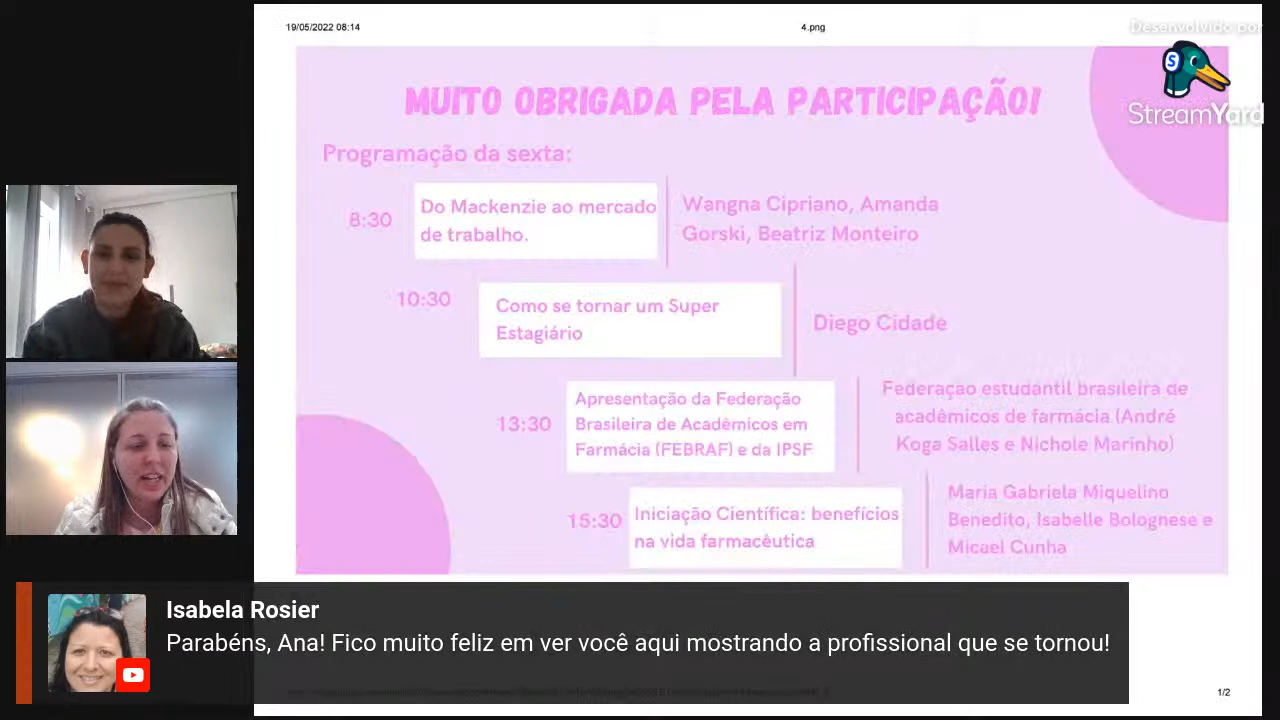 19/05/2022 08:14
4.png
Desenvolvido por
StreamYard
MUITO OBRIGADA PELA PARTICIPAÇÃO!
Programação da sexta:
8:30
Do Mackenzie ao mercado
de trabalho.
Wangna Cipriano, Amanda
Gorski, Beatriz Monteiro
10:30
Como se tornar um Super
Estagiário
Diego Cidade
13:30
Apresentação da Federação
Brasileira de Acadêmicos em
Farmácia (FEBRAF) e da IPSF
Federaçao estudantil brasileira de
acadêmicos de farmácia (André
Koga Salles e Nichole Marinho)
15:30
Iniciação Científica: benefícios
na vida farmacêutica
Maria Gabriela Miquelino
Benedito, Isabelle Bolognese e
Micael Cunha
Isabela Rosier
Parabéns, Ana! Fico muito feliz em ver você aqui mostrando a profissional que se tornou!
1/2